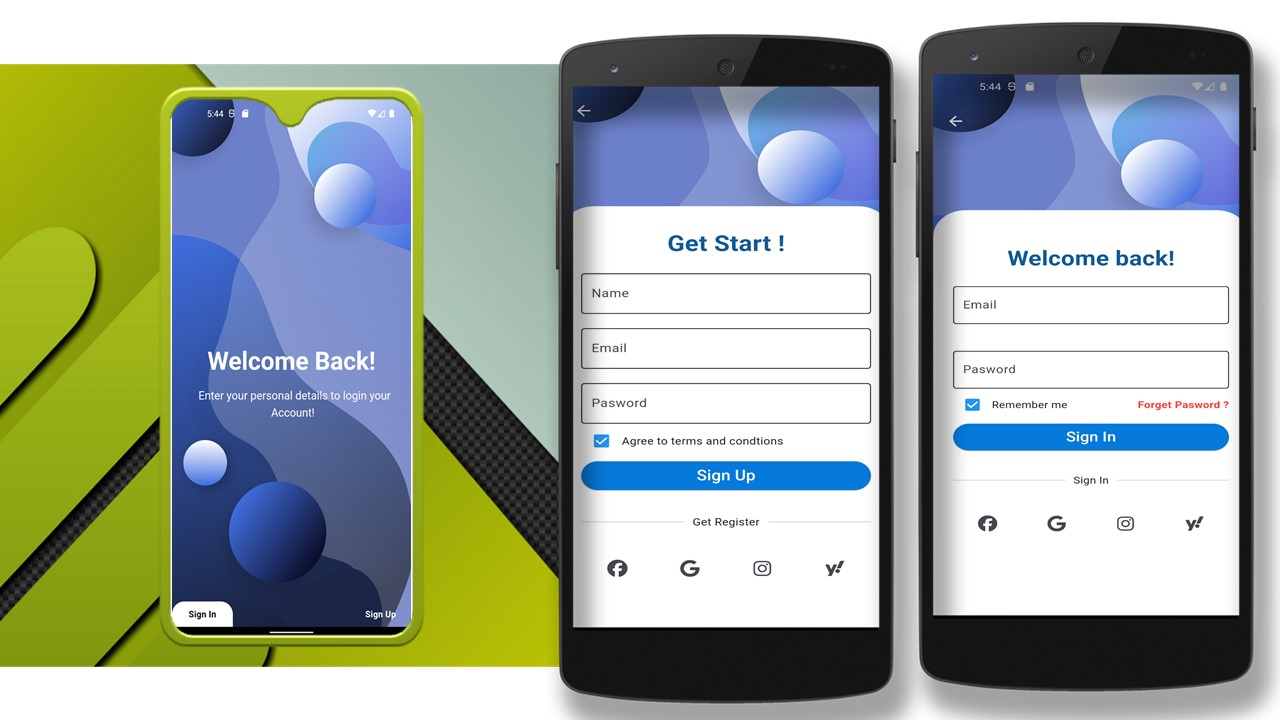 5:44
Welcome Back!
Enter your personal details to login your
Account!
Sign In
Sign Up
Get Start !
Name
Email
Pasword
Agree to terms and condtions
Sign Up
Get Register
5:44
Welcome back!
Email
Pasword
Remember me
Forget Pasword ?
Sign In
Sign In